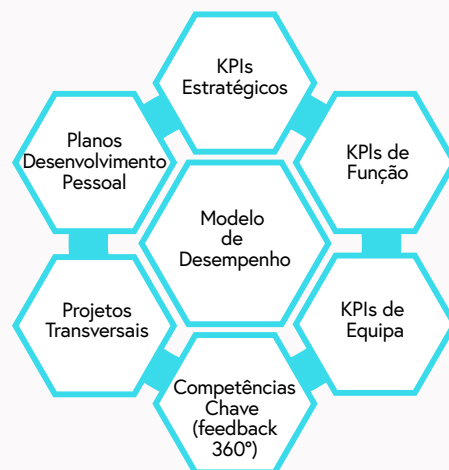 KPIs
Estratégicos
Planos
Desenvolvimento
Pessoal
KPIs de
Função
Modelo
de
Desempenho
Projetos
Transversais
KPIs de
Equipa
Competências
Chave
(feedback
360°)